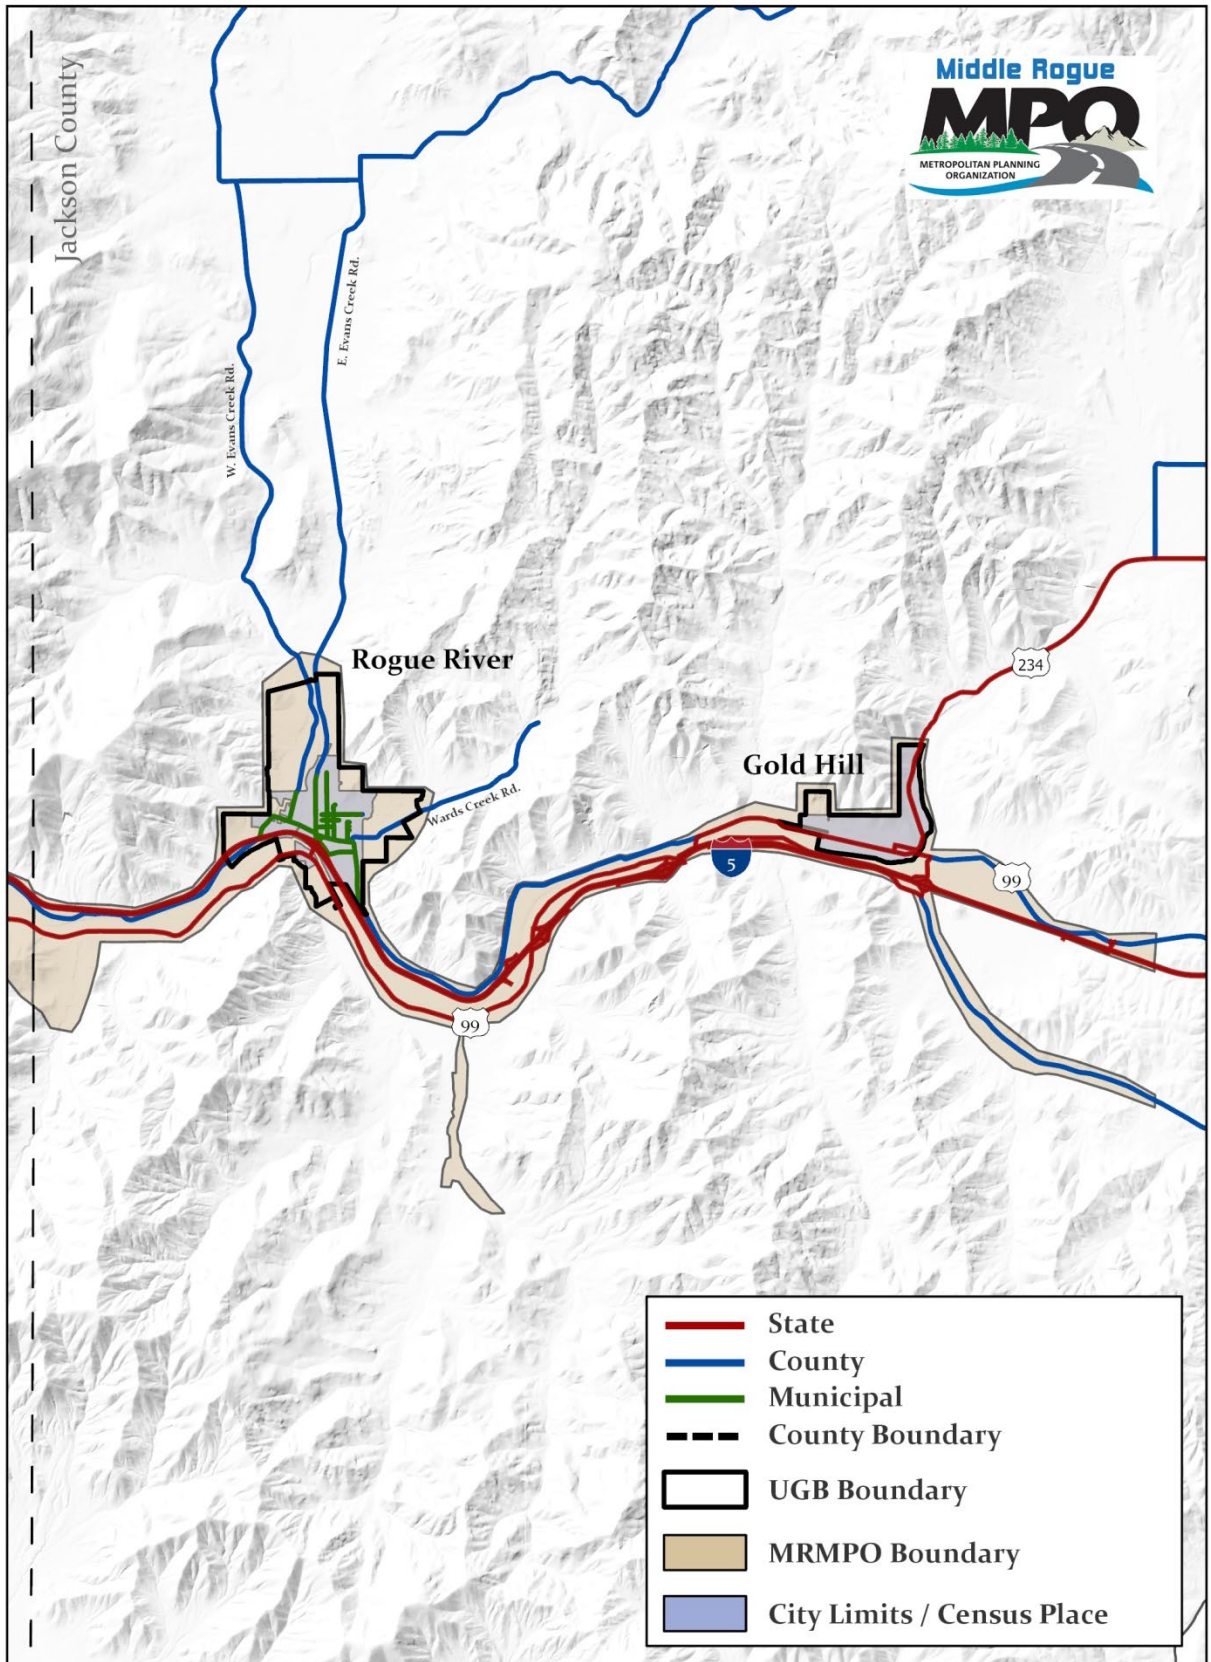 Jackson County
Middle Rogue
MPO
METROPOLITAN PLANNING
ORGANIZATION
W. Evans Creek Rd.
E. Evans Creek Rd.
Rogue River
234
Gold Hill
Wards Creek Rd.
5
99
99
State
County
Municipal
County Boundary
UGB Boundary
MRMPO Boundary
City Limits / Census Place